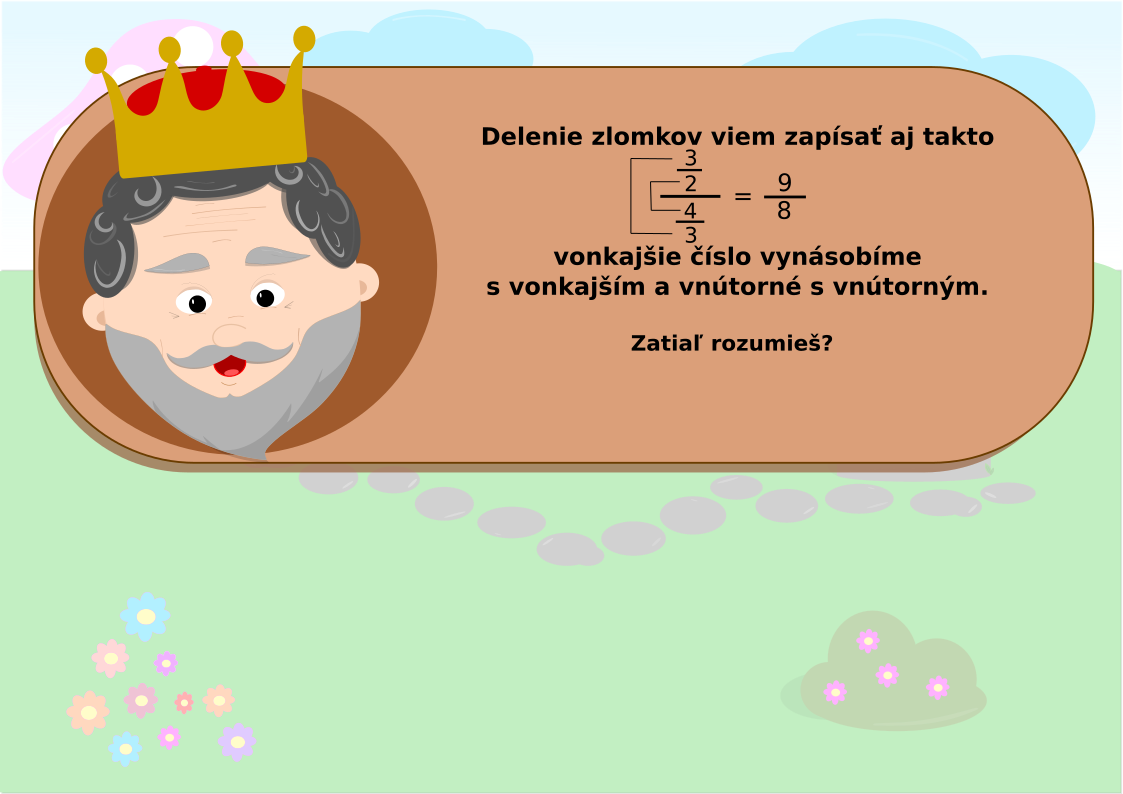 Delenie zlomkov viem zapísať aj takto
3
2
4
3
= 9
8
vonkajšie číslo vynásobíme
s vonkajším a vnútorné s vnútorným.
Zatiaľ rozumieš?